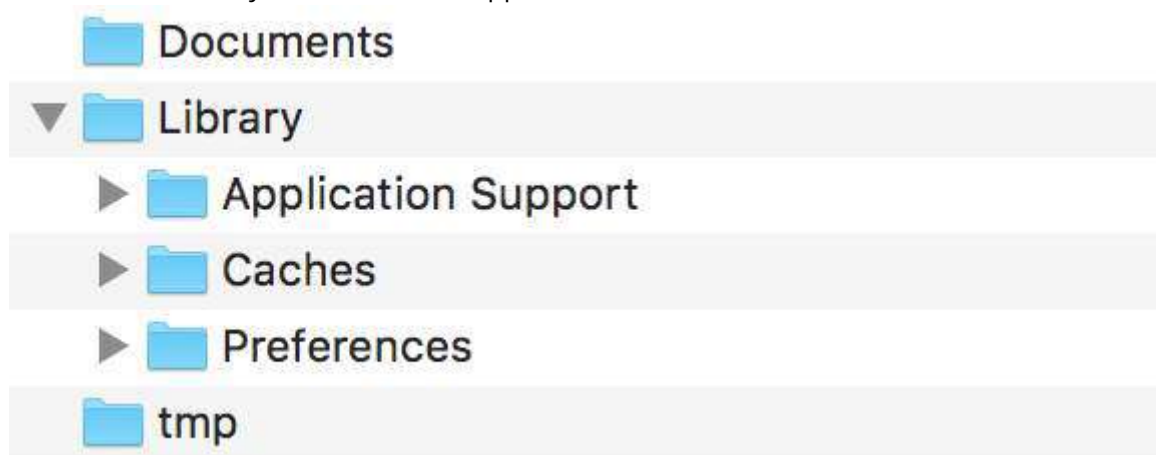 Documents
Library
Application Support
Caches
Preferences
tmp